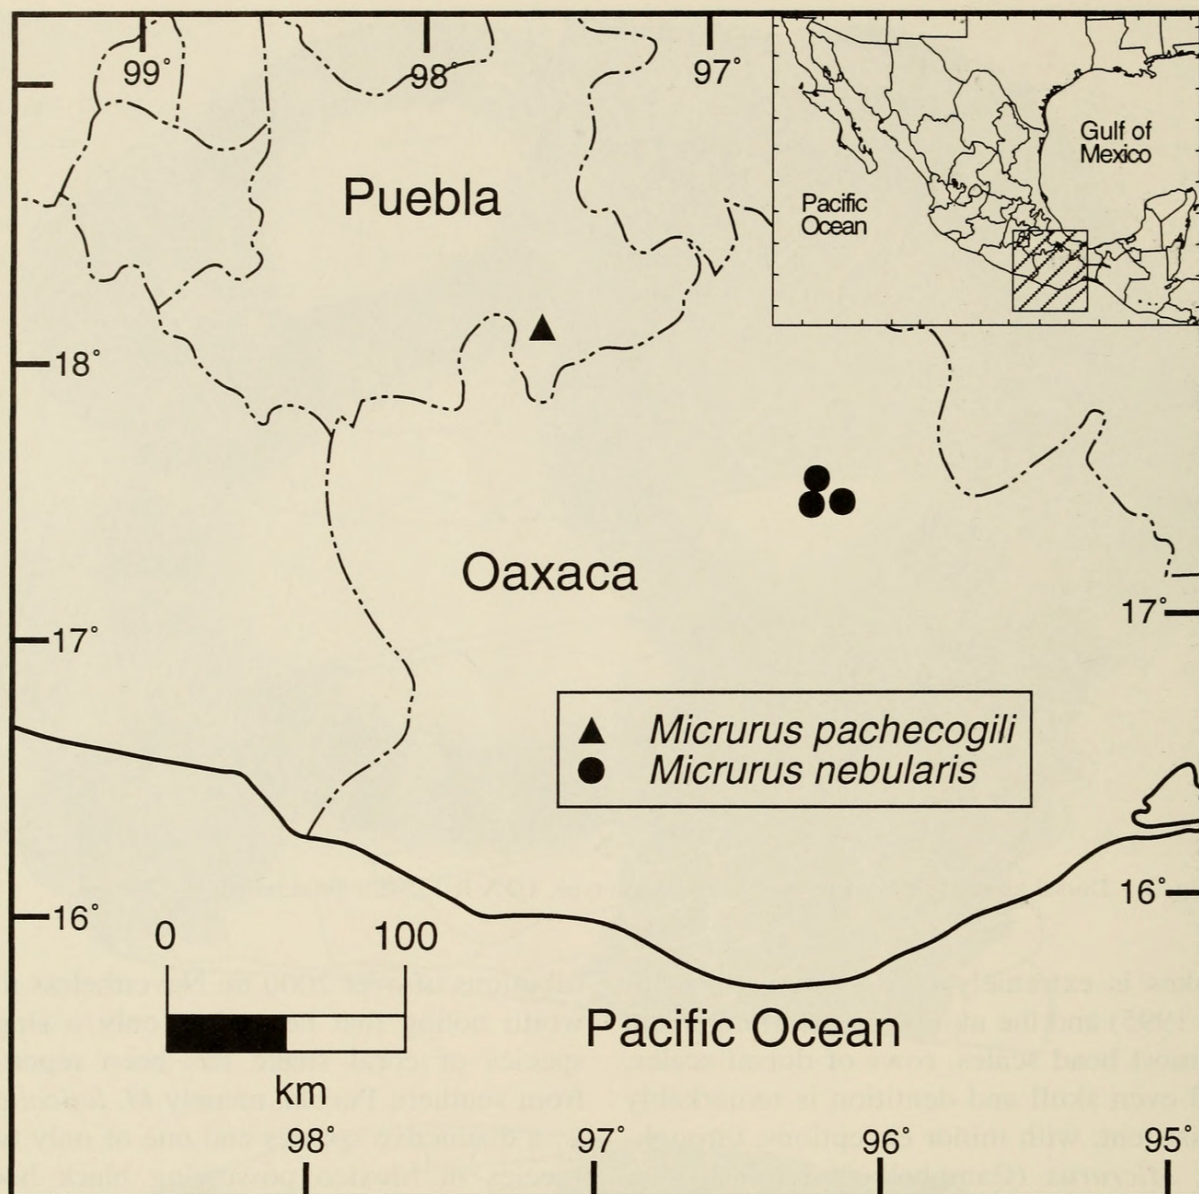 99°
98°
97°
Gulf of
Mexico
Puebla
Pacific
Ocean
18°
Oaxaca
17°
17°
Micrurus pachecogili
Micrurus nebularis
16°
16°
0
100
Pacific Ocean
km
98°
97°
96°
95°